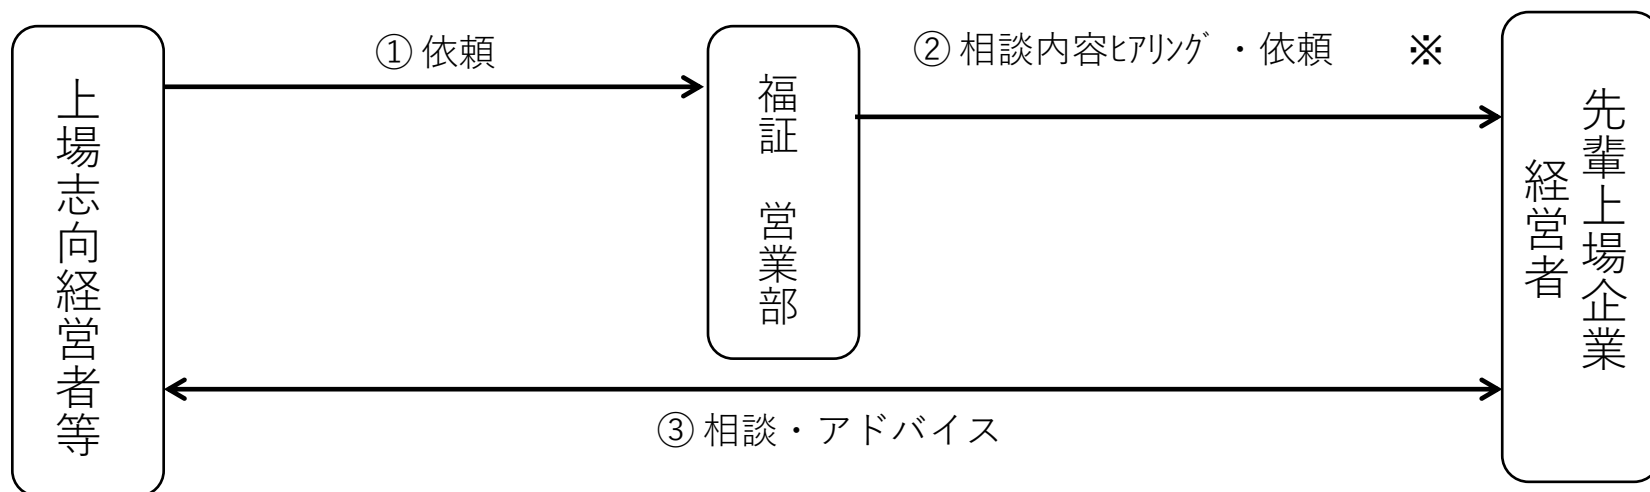 ① 依頼
② 相談内容ﾋｱﾘﾝｸﾞ・依頼 ※
上場志向経営者等
福証 営業部
先輩上場企業
経営者
③ 相談・アドバイス